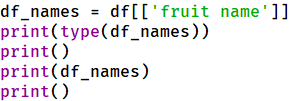 df_names = df[['fruit name']]
print(type(df_names))
print()
print(df_names)
print()